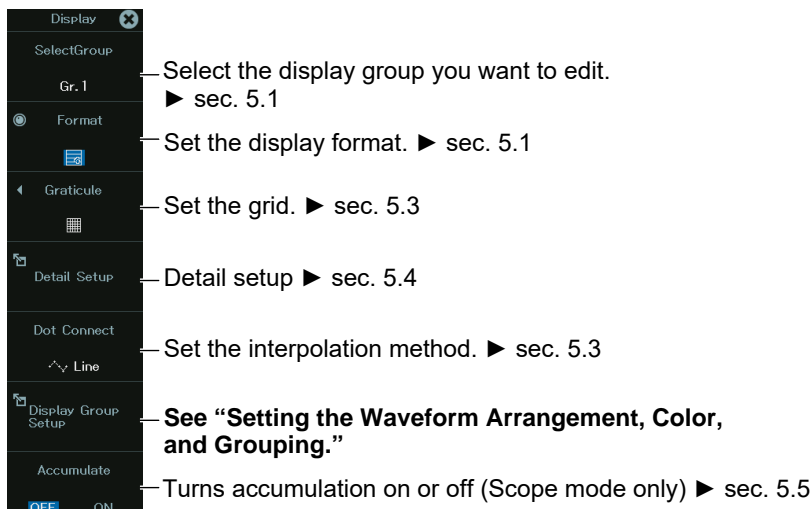 Display
SelectGroup
Gr. 1
Select the display group you want to edit.
► sec. 5.1
Format
Set the display format. ► sec. 5.1
Graticule
Set the grid. ► sec. 5.3
Detail Setup
Detail setup ► sec. 5.4
Dot Connect
Line
Set the interpolation method. ► sec. 5.3
Display Group
Setup
See “Setting the Waveform Arrangement, Color,
and Grouping.”
Accumulate
OFF ON
Turns accumulation on or off (Scope mode only) ► sec. 5.5